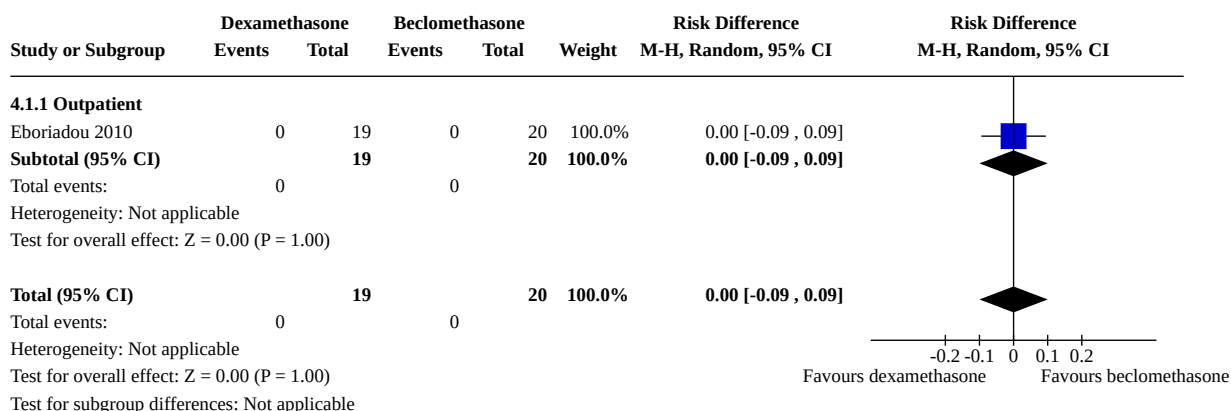 Dexamethasone Beclomethasone Risk Difference Risk Difference
Study or Subgroup Events Total Events Total Weight M-H, Random, 95% CI M-H, Random, 95% CI
4.1.1 Outpatient
Eboriadou 2010 0 19 0 20 100.0% 0.00 [-0.09 , 0.09]
Subtotal (95% CI) 19 20 100.0% 0.00 [-0.09 , 0.09]
Total events: 0 0
Heterogeneity: Not applicable
Test for overall effect: Z = 0.00 (P = 1.00)
Total (95% CI) 19 20 100.0% 0.00 [-0.09 , 0.09]
Total events: 0 0
Heterogeneity: Not applicable
-0.2 -0.1 0 0.1 0.2
Test for overall effect: Z = 0.00 (P = 1.00) Favours dexamethasone Favours beclomethasone
Test for subgroup differences: Not applicable